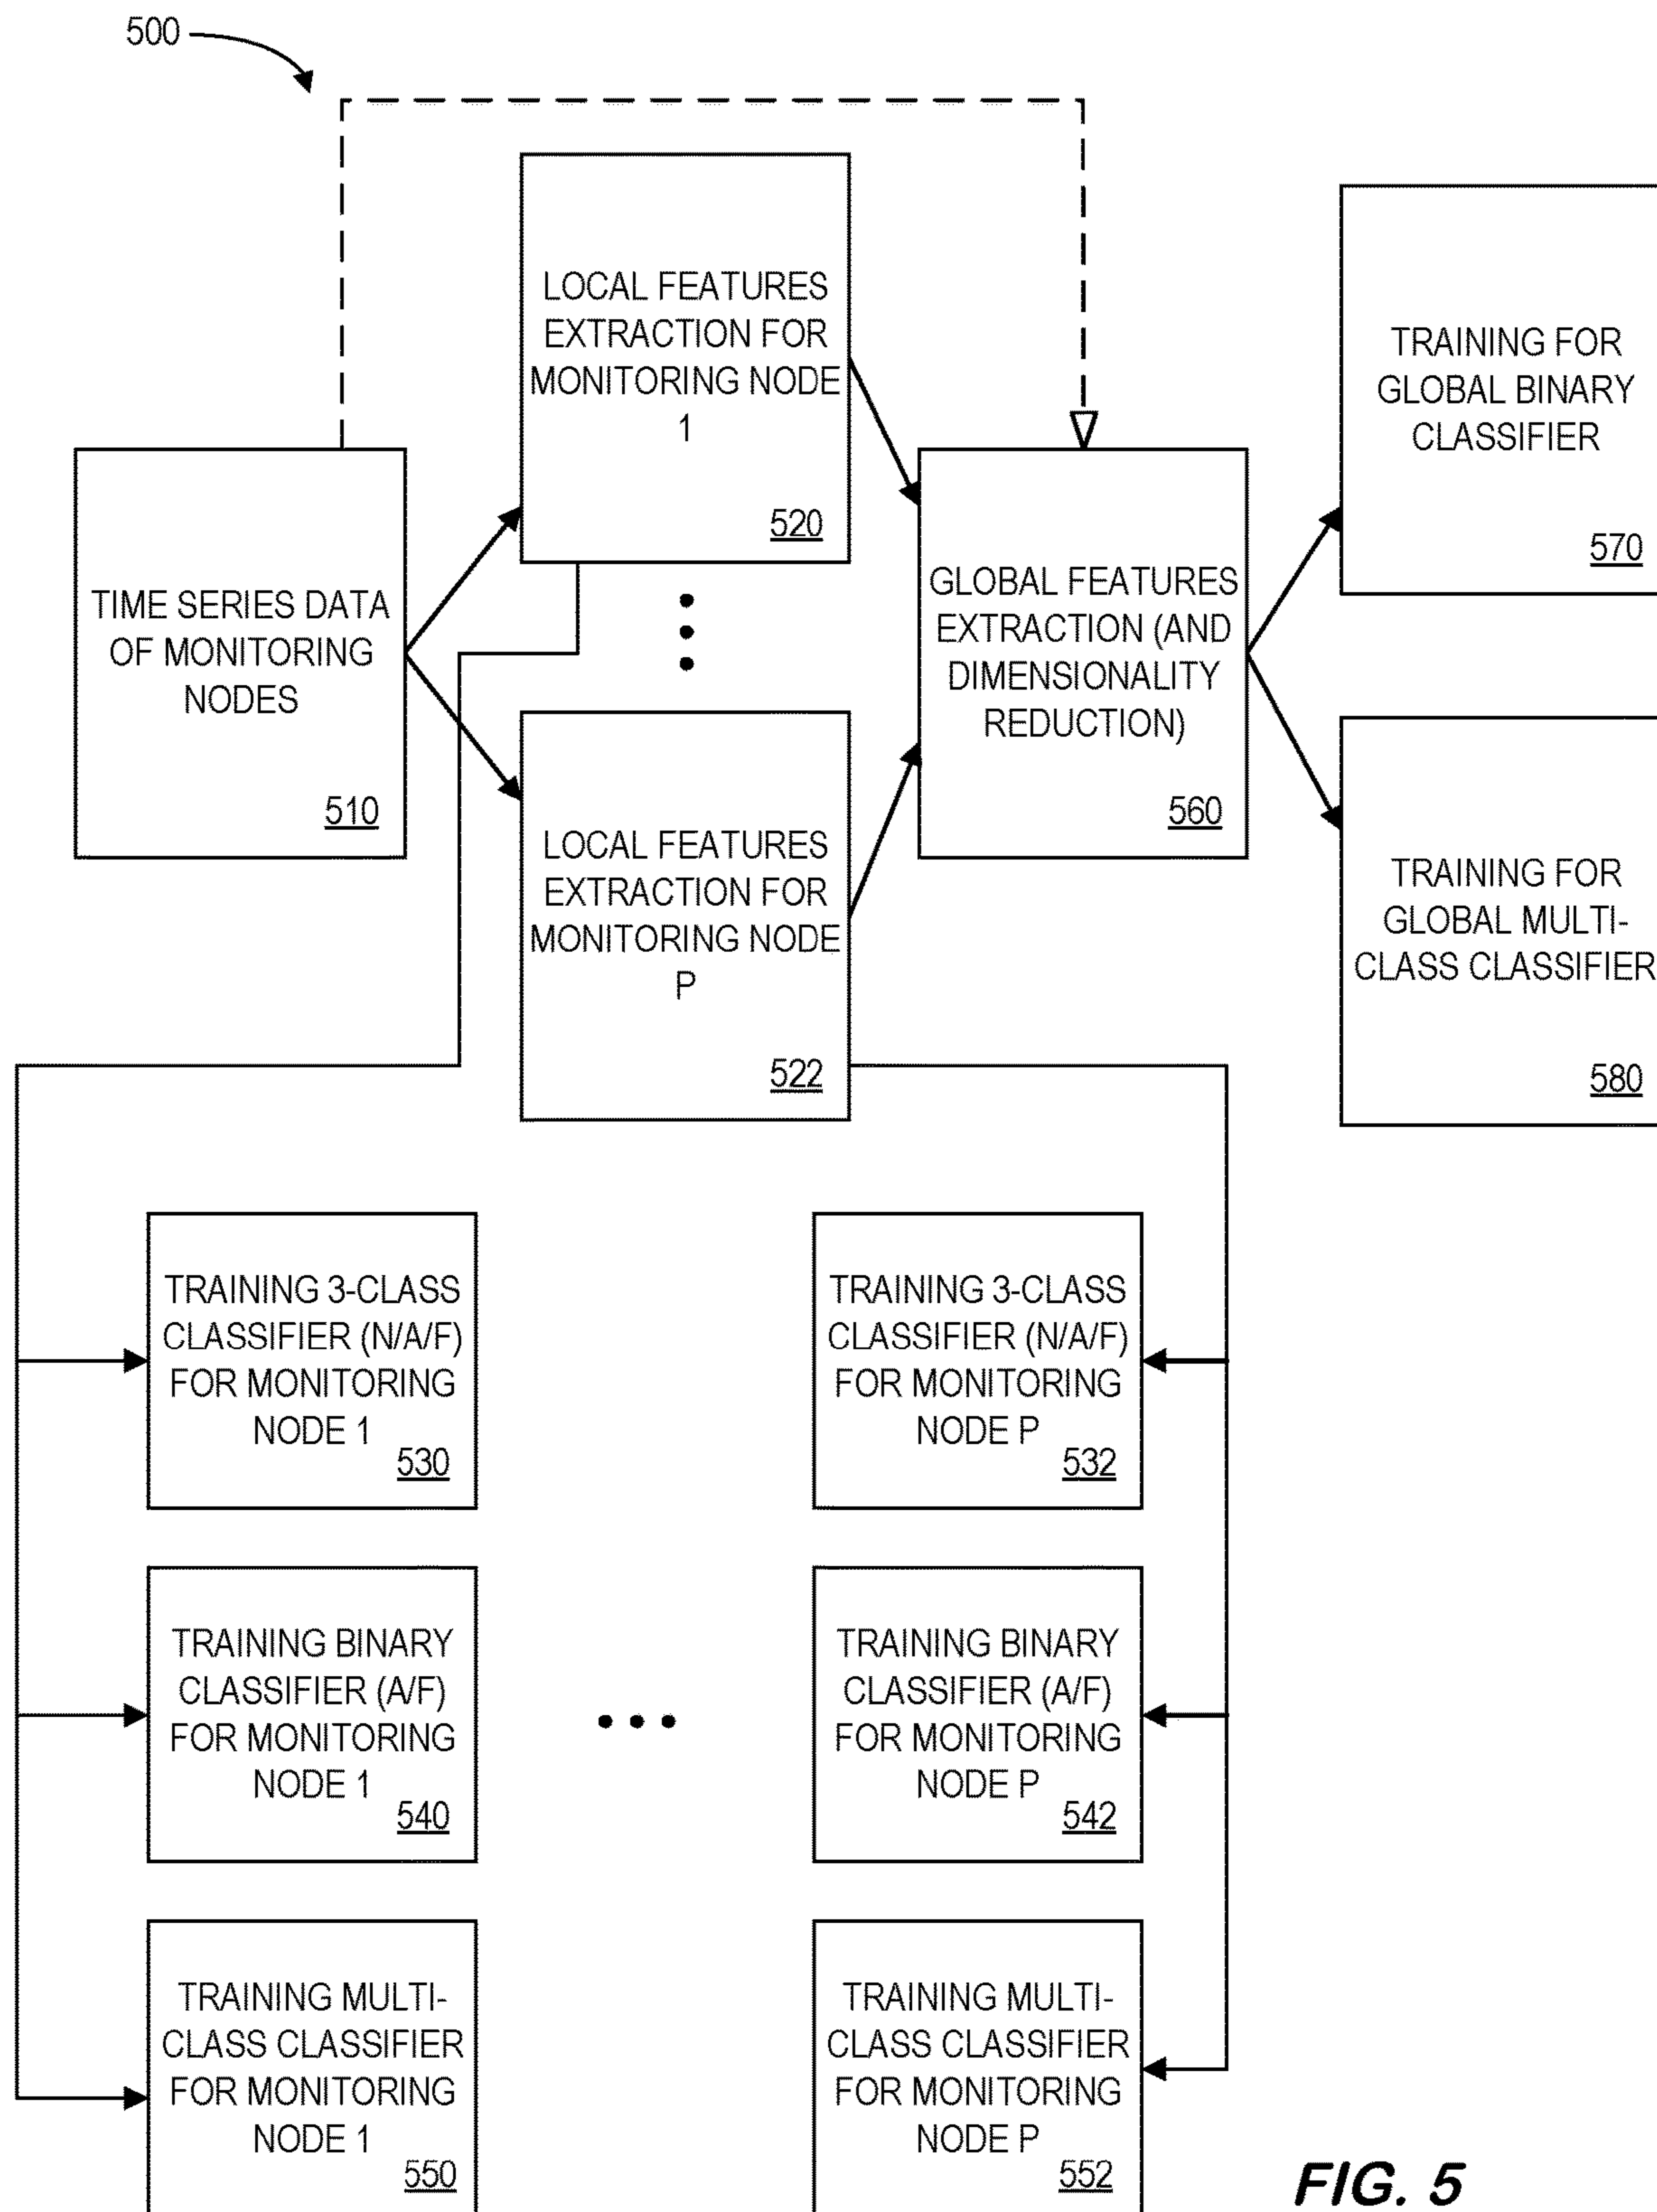 500
LOCAL FEATURES
EXTRACTION FOR
MONITORING NODE
1
520
TIME SERIES DATA
OF MONITORING
NODES
510
LOCAL FEATURES
EXTRACTION FOR
MONITORING NODE
P
522
GLOBAL FEATURES
EXTRACTION (AND
DIMENSIONALITY
REDUCTION)
560
TRAINING FOR
GLOBAL BINARY
CLASSIFIER
570
TRAINING FOR
GLOBAL MULTI-
CLASS CLASSIFIER
580
TRAINING 3-CLASS
CLASSIFIER (N/A/F)
FOR MONITORING
NODE 1
530
TRAINING 3-CLASS
CLASSIFIER (N/A/F)
FOR MONITORING
NODE P
532
TRAINING BINARY
CLASSIFIER (A/F)
FOR MONITORING
NODE 1
540
TRAINING BINARY
CLASSIFIER (A/F)
FOR MONITORING
NODE P
542
TRAINING MULTI-
CLASS CLASSIFIER
FOR MONITORING
NODE 1
550
TRAINING MULTI-
CLASS CLASSIFIER
FOR MONITORING
NODE P
552
FIG. 5